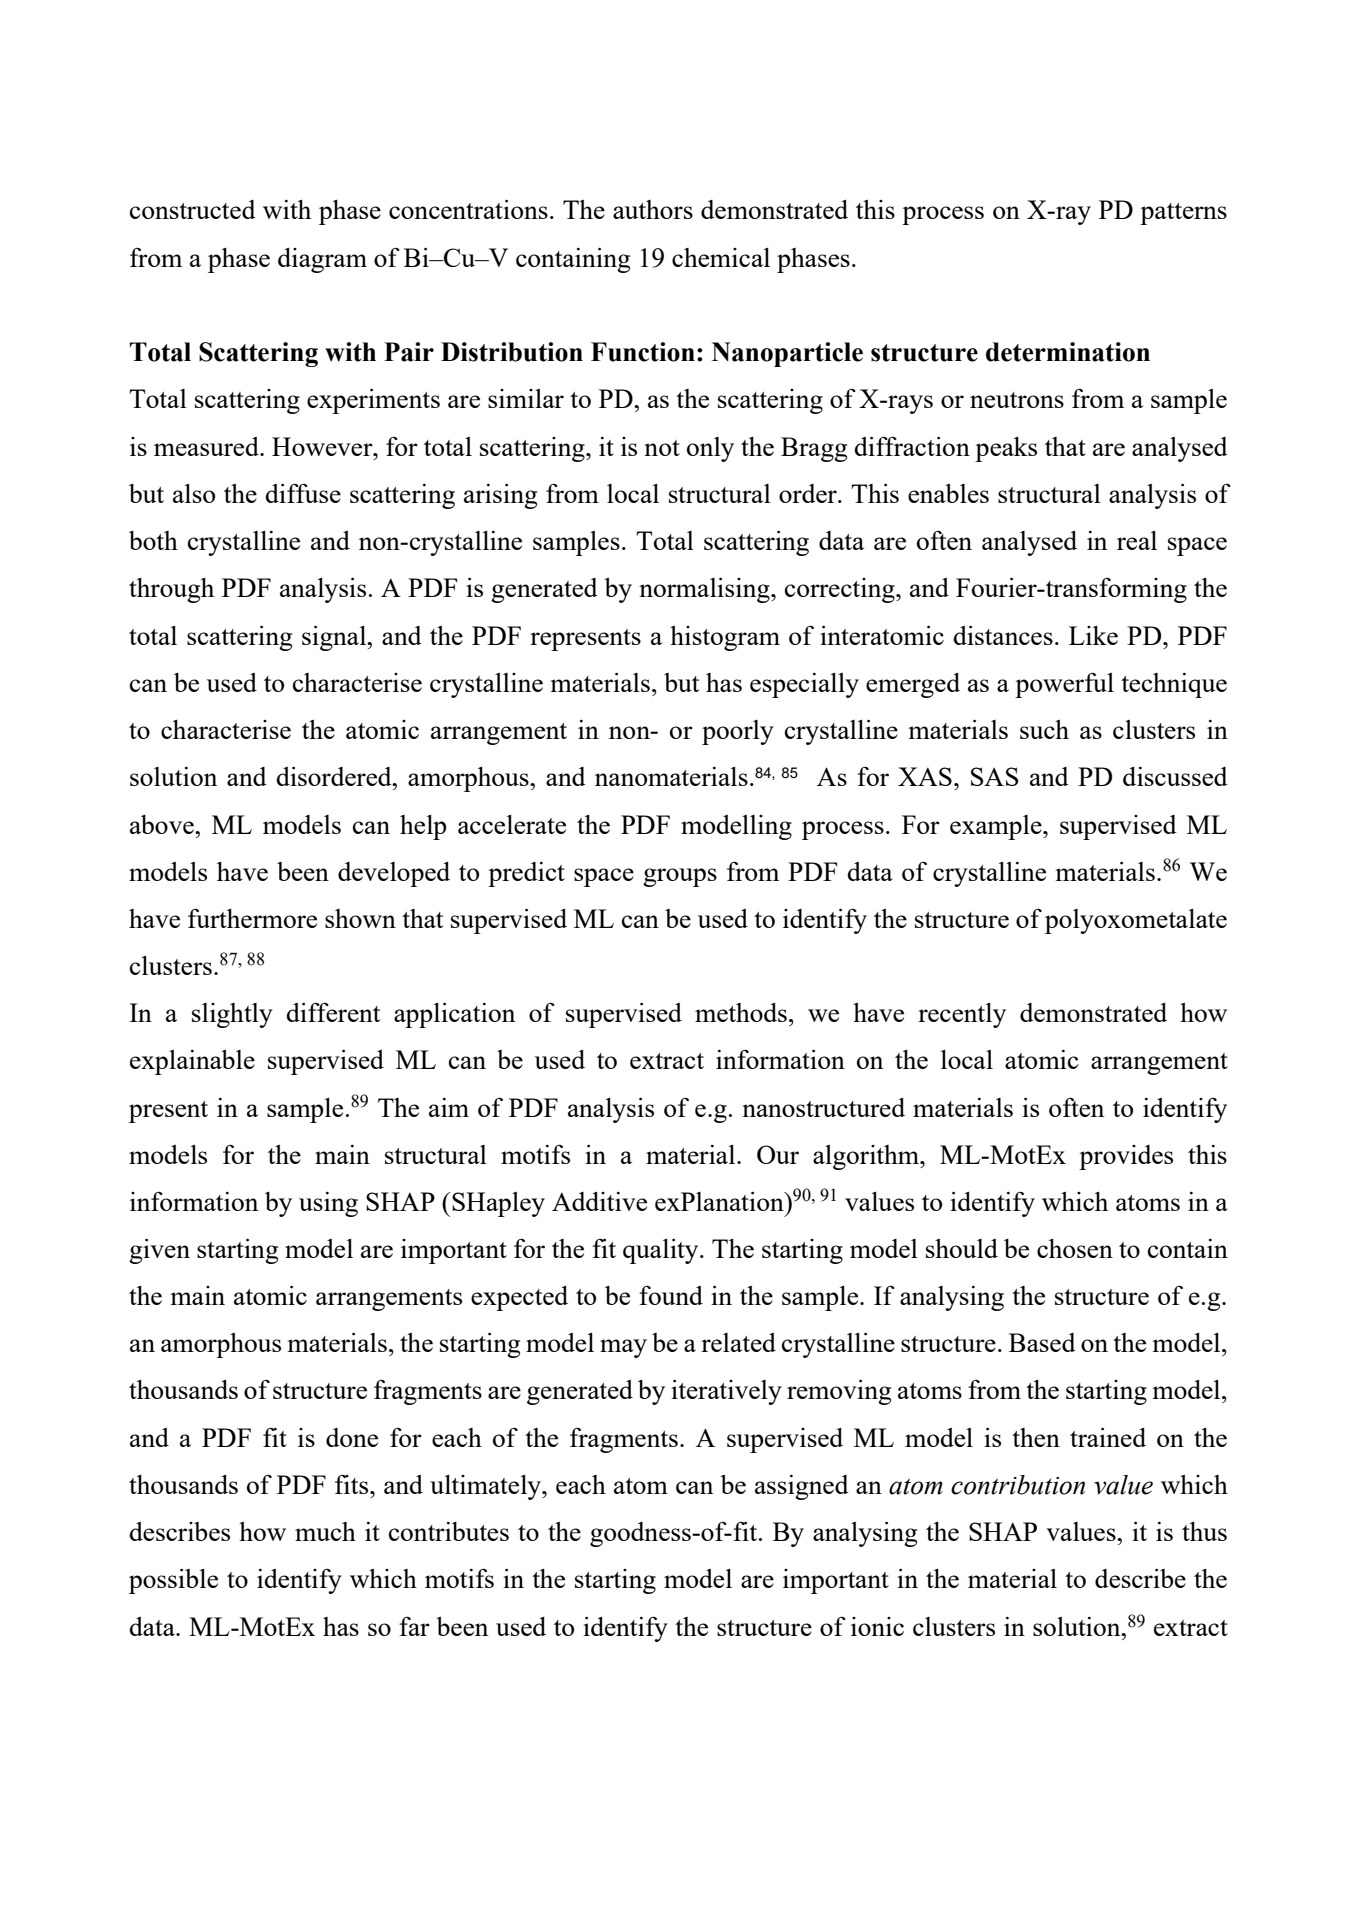 constructed with phase concentrations. The authors demonstrated this process on X-ray PD patterns
from a phase diagram of Bi–Cu–V containing 19 chemical phases.
Total Scattering with Pair Distribution Function: Nanoparticle structure determination
Total scattering experiments are similar to PD, as the scattering of X-rays or neutrons from a sample
is measured. However, for total scattering, it is not only the Bragg diffraction peaks that are analysed
but also the diffuse scattering arising from local structural order. This enables structural analysis of
both crystalline and non-crystalline samples. Total scattering data are often analysed in real space
through PDF analysis. A PDF is generated by normalising, correcting, and Fourier-transforming the
total scattering signal, and the PDF represents a histogram of interatomic distances. Like PD, PDF
can be used to characterise crystalline materials, but has especially emerged as a powerful technique
to characterise the atomic arrangement in non- or poorly crystalline materials such as clusters in
solution and disordered, amorphous, and nanomaterials.84, 85 As for XAS, SAS and PD discussed
above, ML models can help accelerate the PDF modelling process. For example, supervised ML
models have been developed to predict space groups from PDF data of crystalline materials.86 We
have furthermore shown that supervised ML can be used to identify the structure of polyoxometalate
clusters.87, 88
In a slightly different application of supervised methods, we have recently demonstrated how
explainable supervised ML can be used to extract information on the local atomic arrangement
present in a sample.89 The aim of PDF analysis of e.g. nanostructured materials is often to identify
models for the main structural motifs in a material. Our algorithm, ML-MotEx provides this
information by using SHAP (SHapley Additive exPlanation)90, 91 values to identify which atoms in a
given starting model are important for the fit quality. The starting model should be chosen to contain
the main atomic arrangements expected to be found in the sample. If analysing the structure of e.g.
an amorphous materials, the starting model may be a related crystalline structure. Based on the model,
thousands of structure fragments are generated by iteratively removing atoms from the starting model,
and a PDF fit is done for each of the fragments. A supervised ML model is then trained on the
thousands of PDF fits, and ultimately, each atom can be assigned an atom contribution value which
describes how much it contributes to the goodness-of-fit. By analysing the SHAP values, it is thus
possible to identify which motifs in the starting model are important in the material to describe the
data. ML-MotEx has so far been used to identify the structure of ionic clusters in solution,89 extract